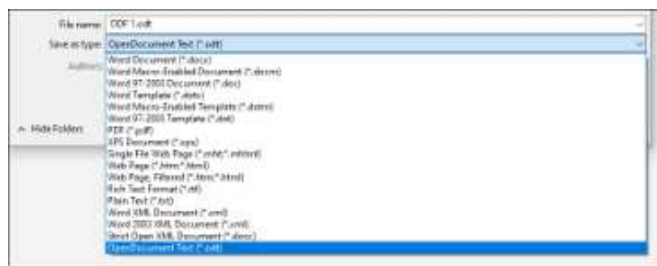 File name: ODF 1.odt
Save as type: OpenDocument Text (*.odt)
Authors:
Word Document (*.docx)
Word Macro-Enabled Document (*.docm)
Word 97-2003 Document (*.doc)
Word Template (*.dotx)
Word Macro-Enabled Template (*.dotm)
Word 97-2003 Template (*.dot)
PDF (*.pdf)
XPS Document (*.xps)
Single File Web Page (*.mht;*.mhtml)
Web Page (*.htm;*.html)
Web Page, Filtered (*.htm;*.html)
Rich Text Format (*.rtf)
Plain Text (*.txt)
Word XML Document (*.xml)
Word 2003 XML Document (*.xml)
Strict Open XML Document (*.docx)
OpenDocument Text (*.odt)
Hide Folders